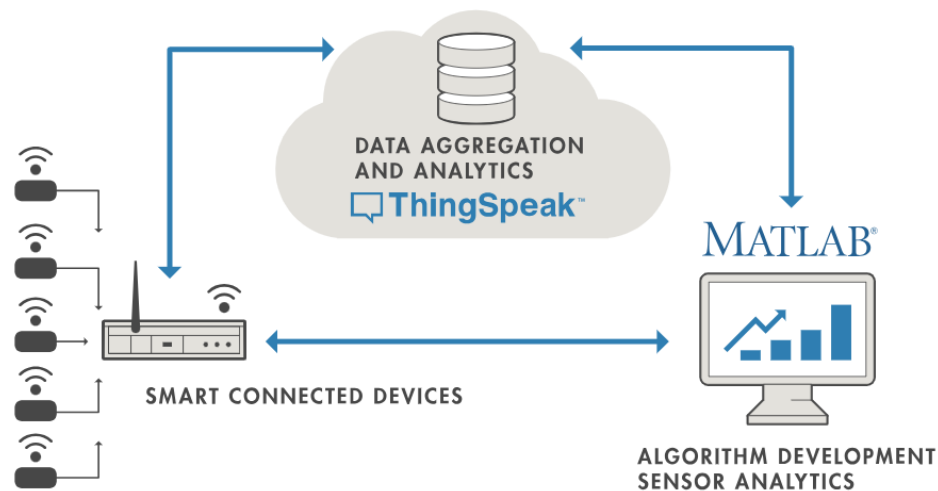 DATA AGGREGATION
AND ANALYTICS
ThingSpeak™
MATLAB®
SMART CONNECTED DEVICES
ALGORITHM DEVELOPMENT
SENSOR ANALYTICS